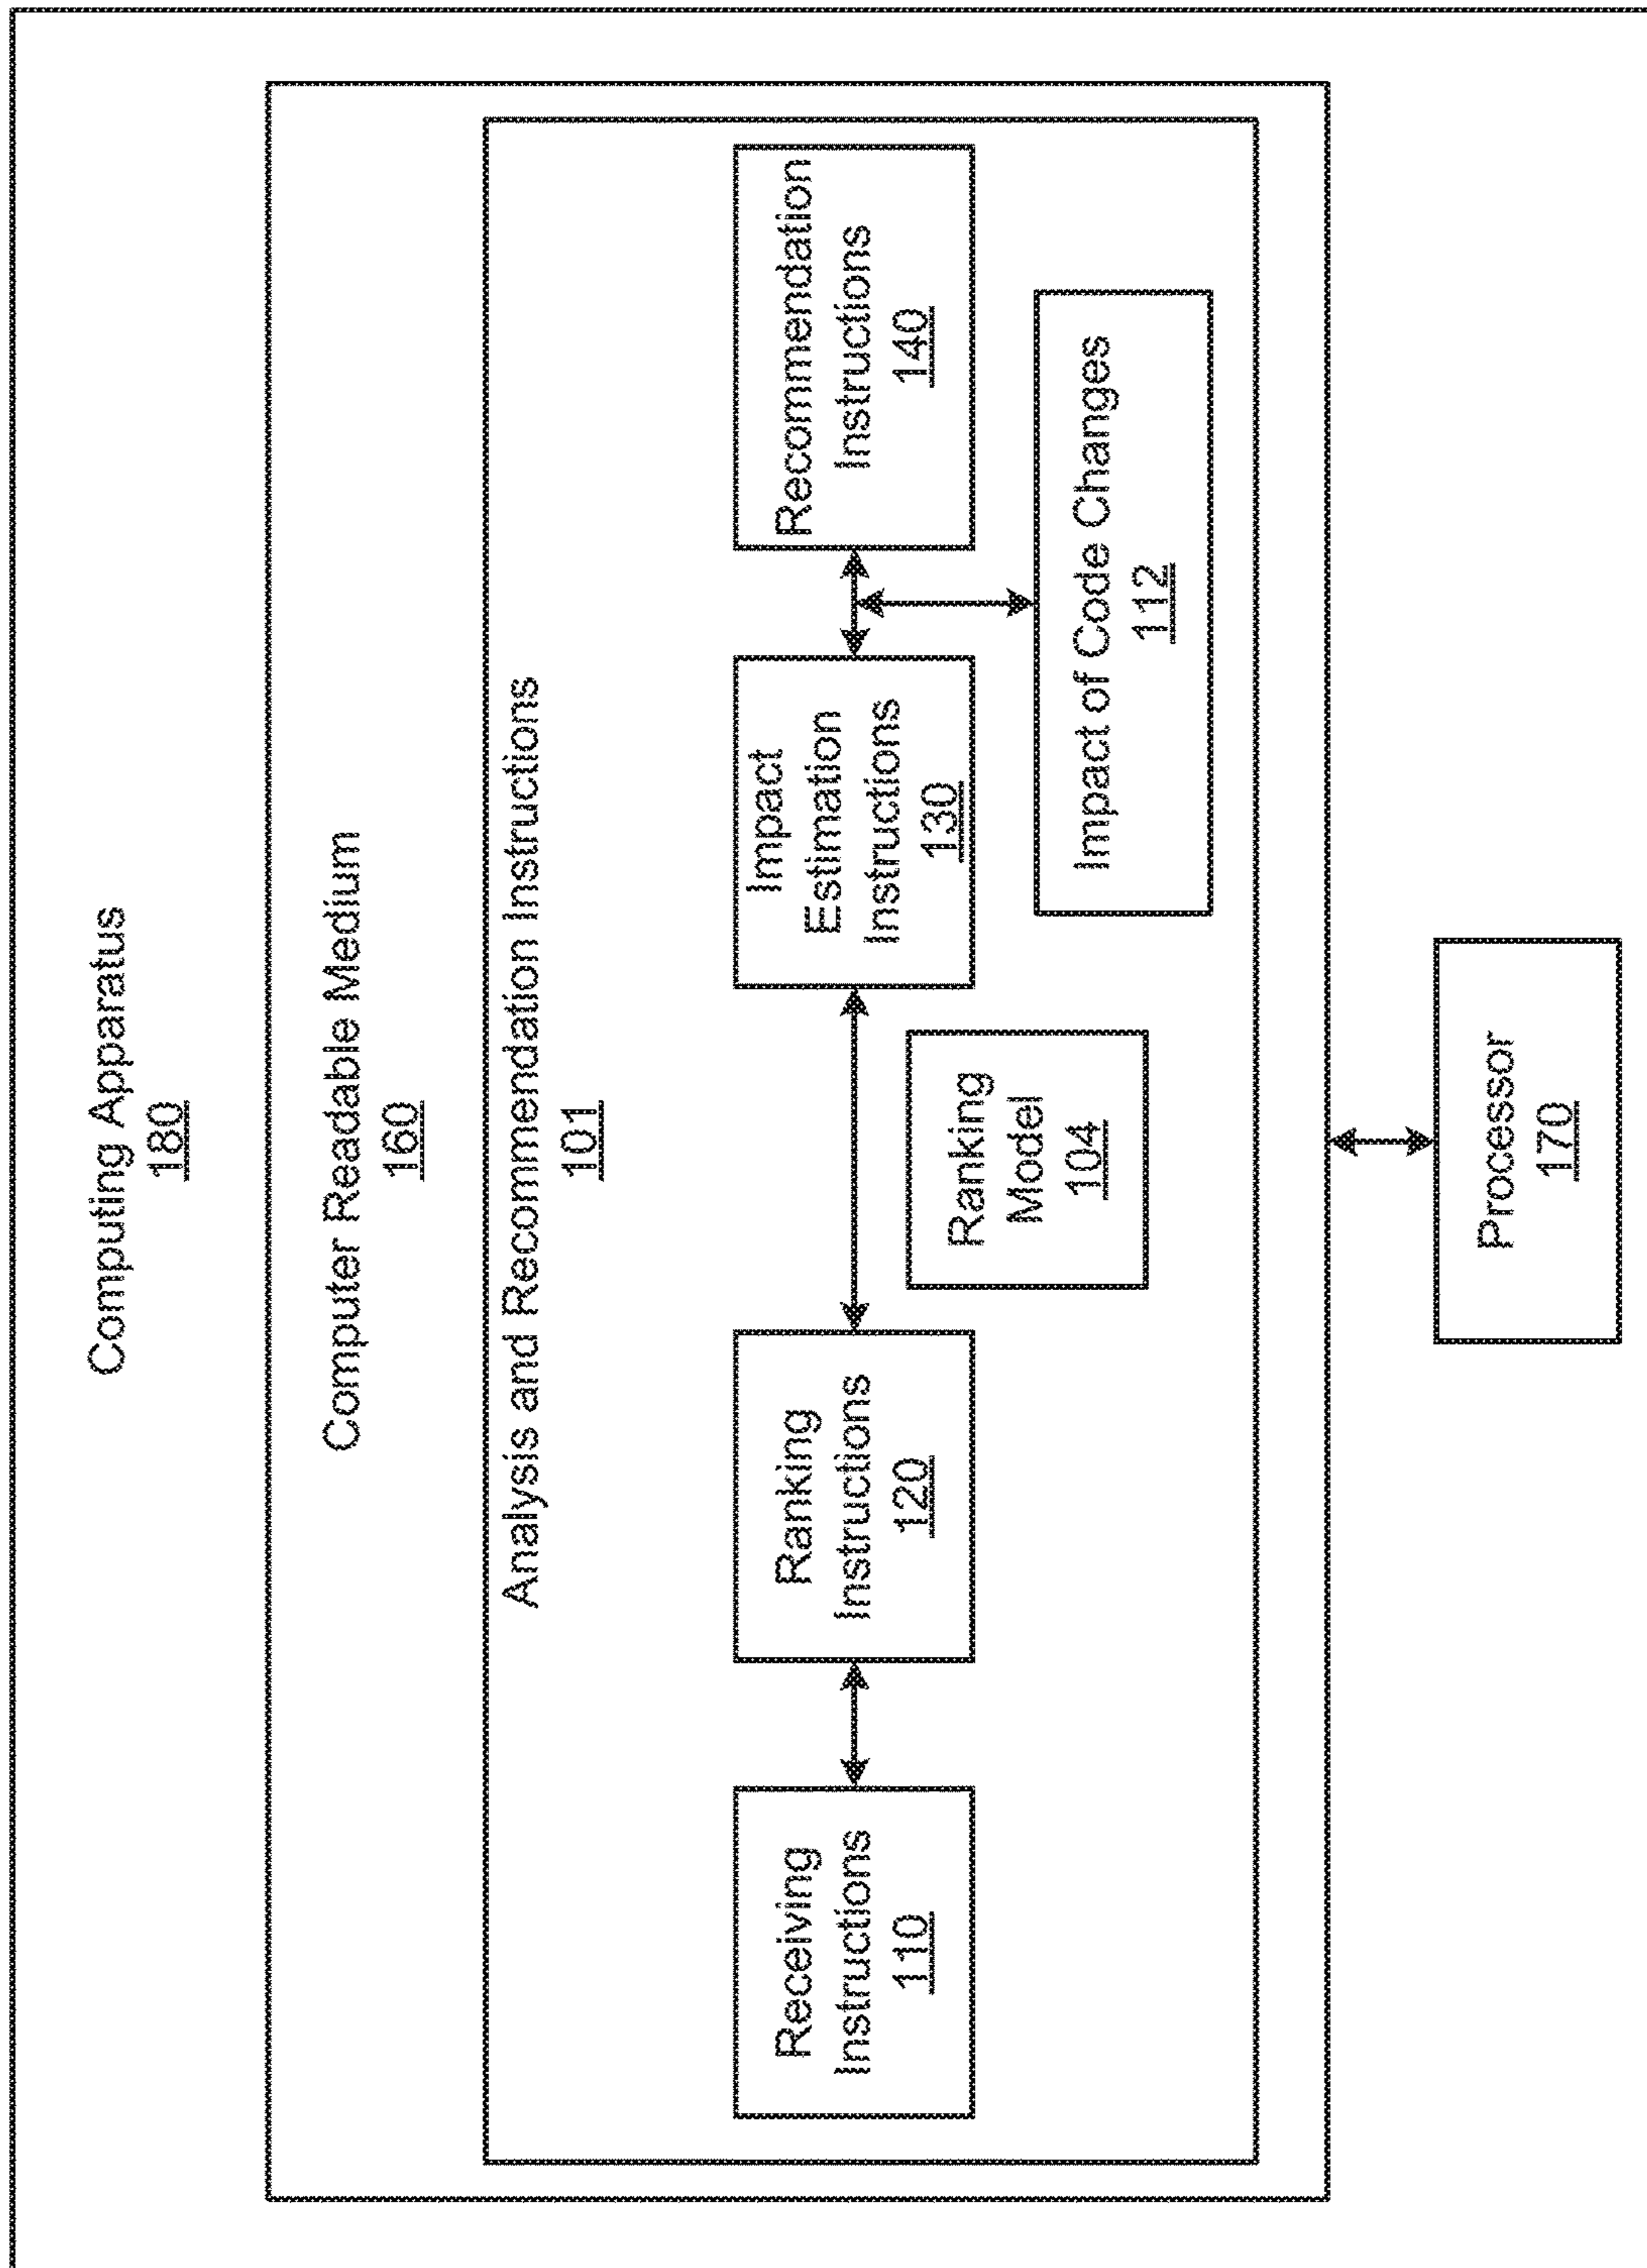 Computing Apparatus
180
Computer Readable Medium
160
Analysis and Recommendation Instructions
101
Receiving
Instructions
110
Ranking
Instructions
120
Impact
Estimation
Instructions
130
Recommendation
Instructions
140
Ranking
Model
104
Impact of Code Changes
112
Processor
170